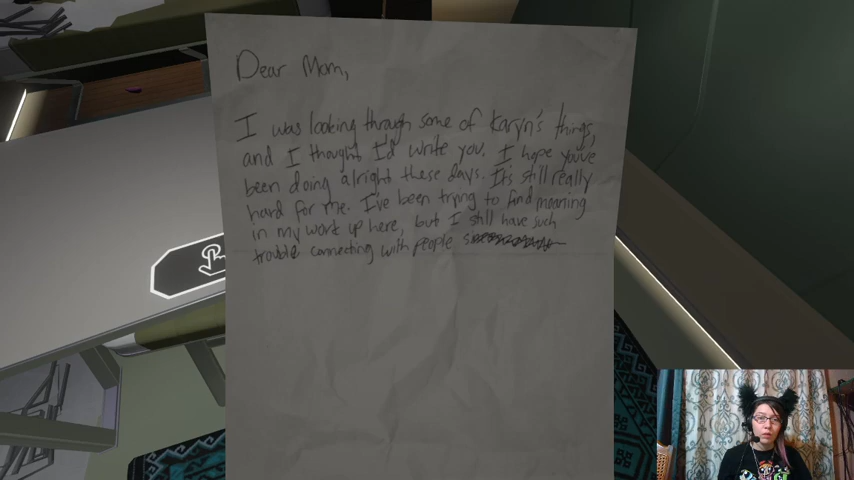 Dear Mom,
I was looking through some of Karyn's things,
and I thought I'd write you. I hope you've
been doing alright these days. It's still really
hard for me. I've been trying to find meaning
in my work up here, but I still have such
trouble connecting with people